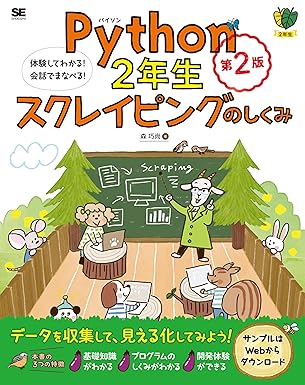 SE
SHOEISHA
パイソン
Python
2年生
第2版
2年生
体験してわかる!
会話でまなべる!
スクレイピングのしくみ
森 巧尚 著
Scraping
データを収集して、見える化してみよう!
本書の
3つの特徴
基礎知識
がわかる
プログラムの
しくみがわかる
開発体験
ができる
サンプルは
Webから
ダウンロード